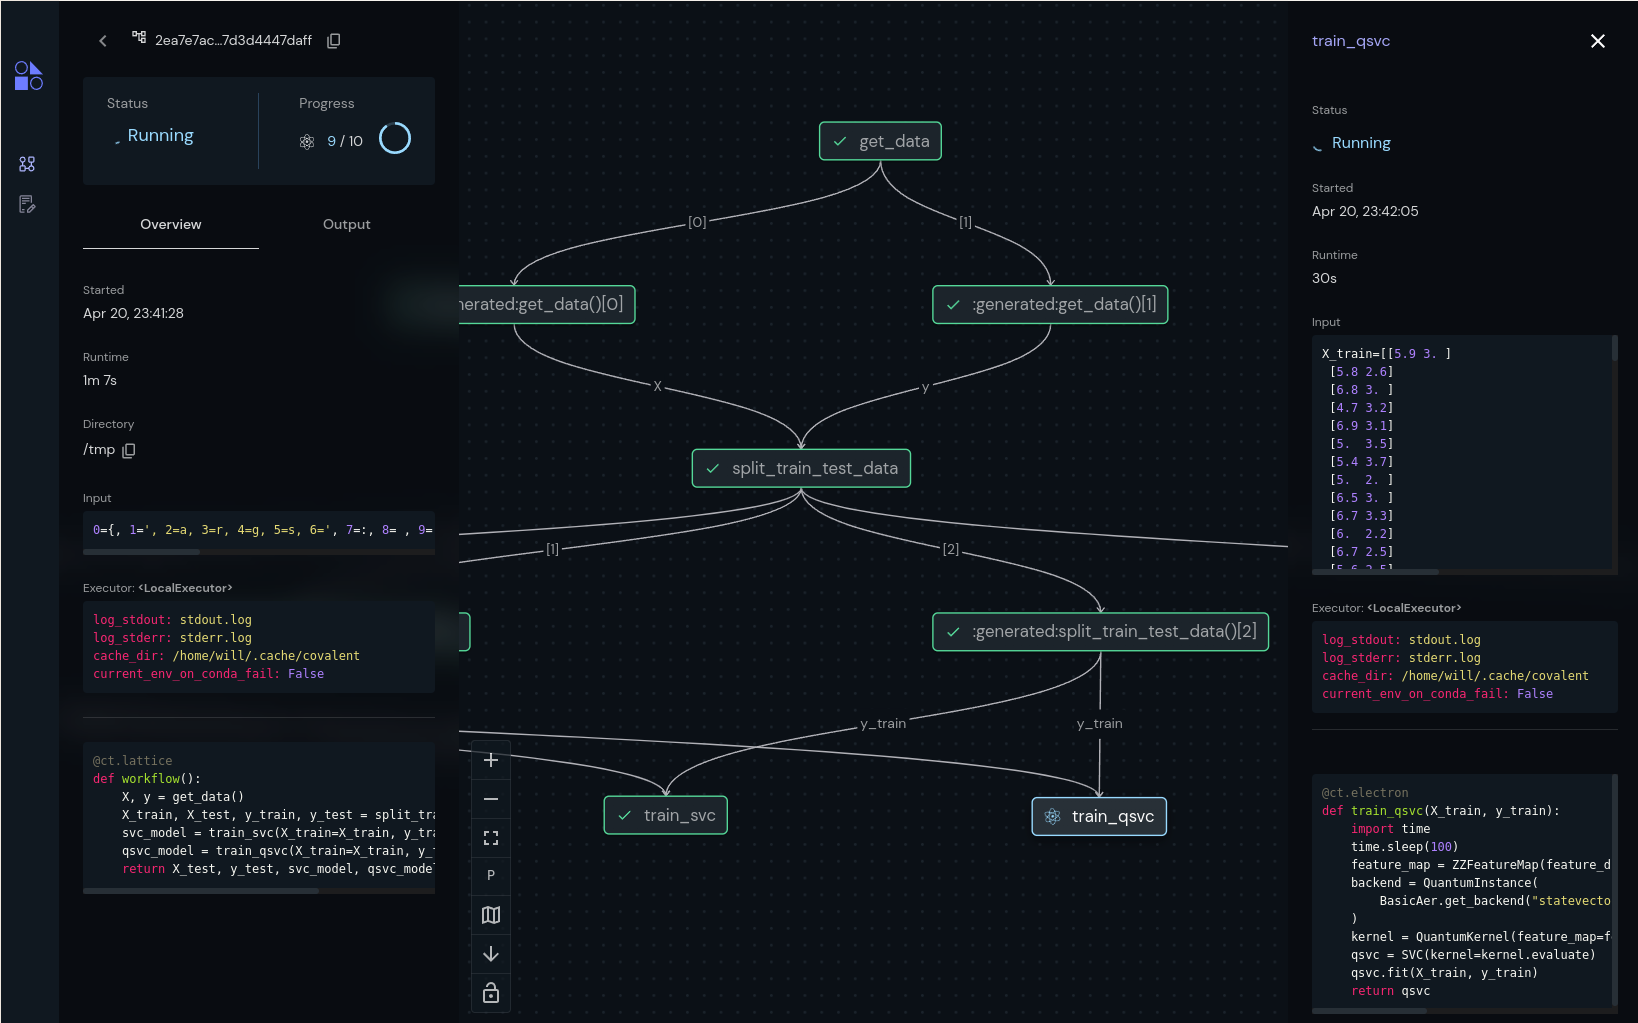 2ea7e7ac...7d3d4447daff
Status
Running
Progress
9 / 10
Overview
Output
Started
Apr 20, 23:41:28
Runtime
1m 7s
Directory
/tmp
Input
0={, 1=', 2=a, 3=r, 4=g, 5=s, 6=', 7=:, 8= , 9=
Executor: <LocalExecutor>
log_stdout: stdout.log
log_stderr: stderr.log
cache_dir: /home/will/.cache/covalent
current_env_on_conda_fail: False
@ct.lattice
def workflow():
    X, y = get_data()
    X_train, X_test, y_train, y_test = split_tra
    svc_model = train_svc(X_train=X_train, y_tra
    qsvc_model = train_qsvc(X_train=X_train, y_t
    return X_test, y_test, svc_model, qsvc_mode
get_data
[0]
[1]
nerated:get_data()[0]
:generated:get_data()[1]
X
y
split_train_test_data
[1]
[2]
:generated:split_train_test_data()[2]
y_train
y_train
train_svc
train_qsvc
P
train_qsvc
Status
Running
Started
Apr 20, 23:42:05
Runtime
30s
Input
X_train=[[5.9 3. ]
 [5.8 2.6]
 [6.8 3. ]
 [4.7 3.2]
 [6.9 3.1]
 [5.  3.5]
 [5.4 3.7]
 [5.  2. ]
 [6.5 3. ]
 [6.7 3.3]
 [6.  2.2]
 [6.7 2.5]
 [5.6 2.5]
Executor: <LocalExecutor>
log_stdout: stdout.log
log_stderr: stderr.log
cache_dir: /home/will/.cache/covalent
current_env_on_conda_fail: False
@ct.electron
def train_qsvc(X_train, y_train):
    import time
    time.sleep(100)
    feature_map = ZZFeatureMap(feature_d
    backend = QuantumInstance(
        BasicAer.get_backend("statevecto
    )
    kernel = QuantumKernel(feature_map=f
    qsvc = SVC(kernel=kernel.evaluate)
    qsvc.fit(X_train, y_train)
    return qsvc